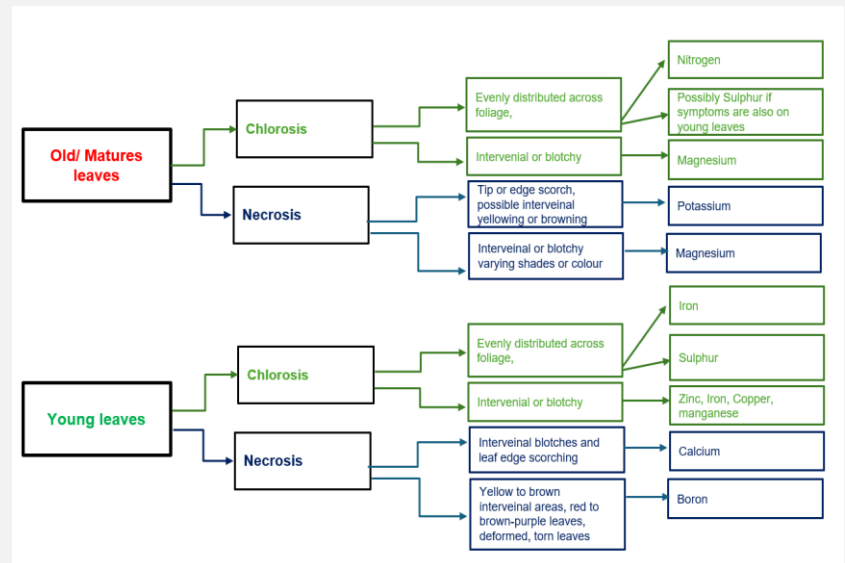 Old/ Matures
leaves
Chlorosis
Evenly distributed across
foliage,
Nitrogen
Possibly Sulphur if
symptoms are also on
young leaves
Intervenial or blotchy
Magnesium
Necrosis
Tip or edge scorch,
possible interveinal
yellowing or browning
Potassium
Interveinal or blotchy
varying shades or colour
Magnesium
Young leaves
Chlorosis
Evenly distributed across
foliage,
Iron
Sulphur
Intervenial or blotchy
Zinc, Iron, Copper,
manganese
Necrosis
Interveinal blotches and
leaf edge scorching
Calcium
Yellow to brown
interveinal areas, red to
brown-purple leaves,
deformed, torn leaves
Boron